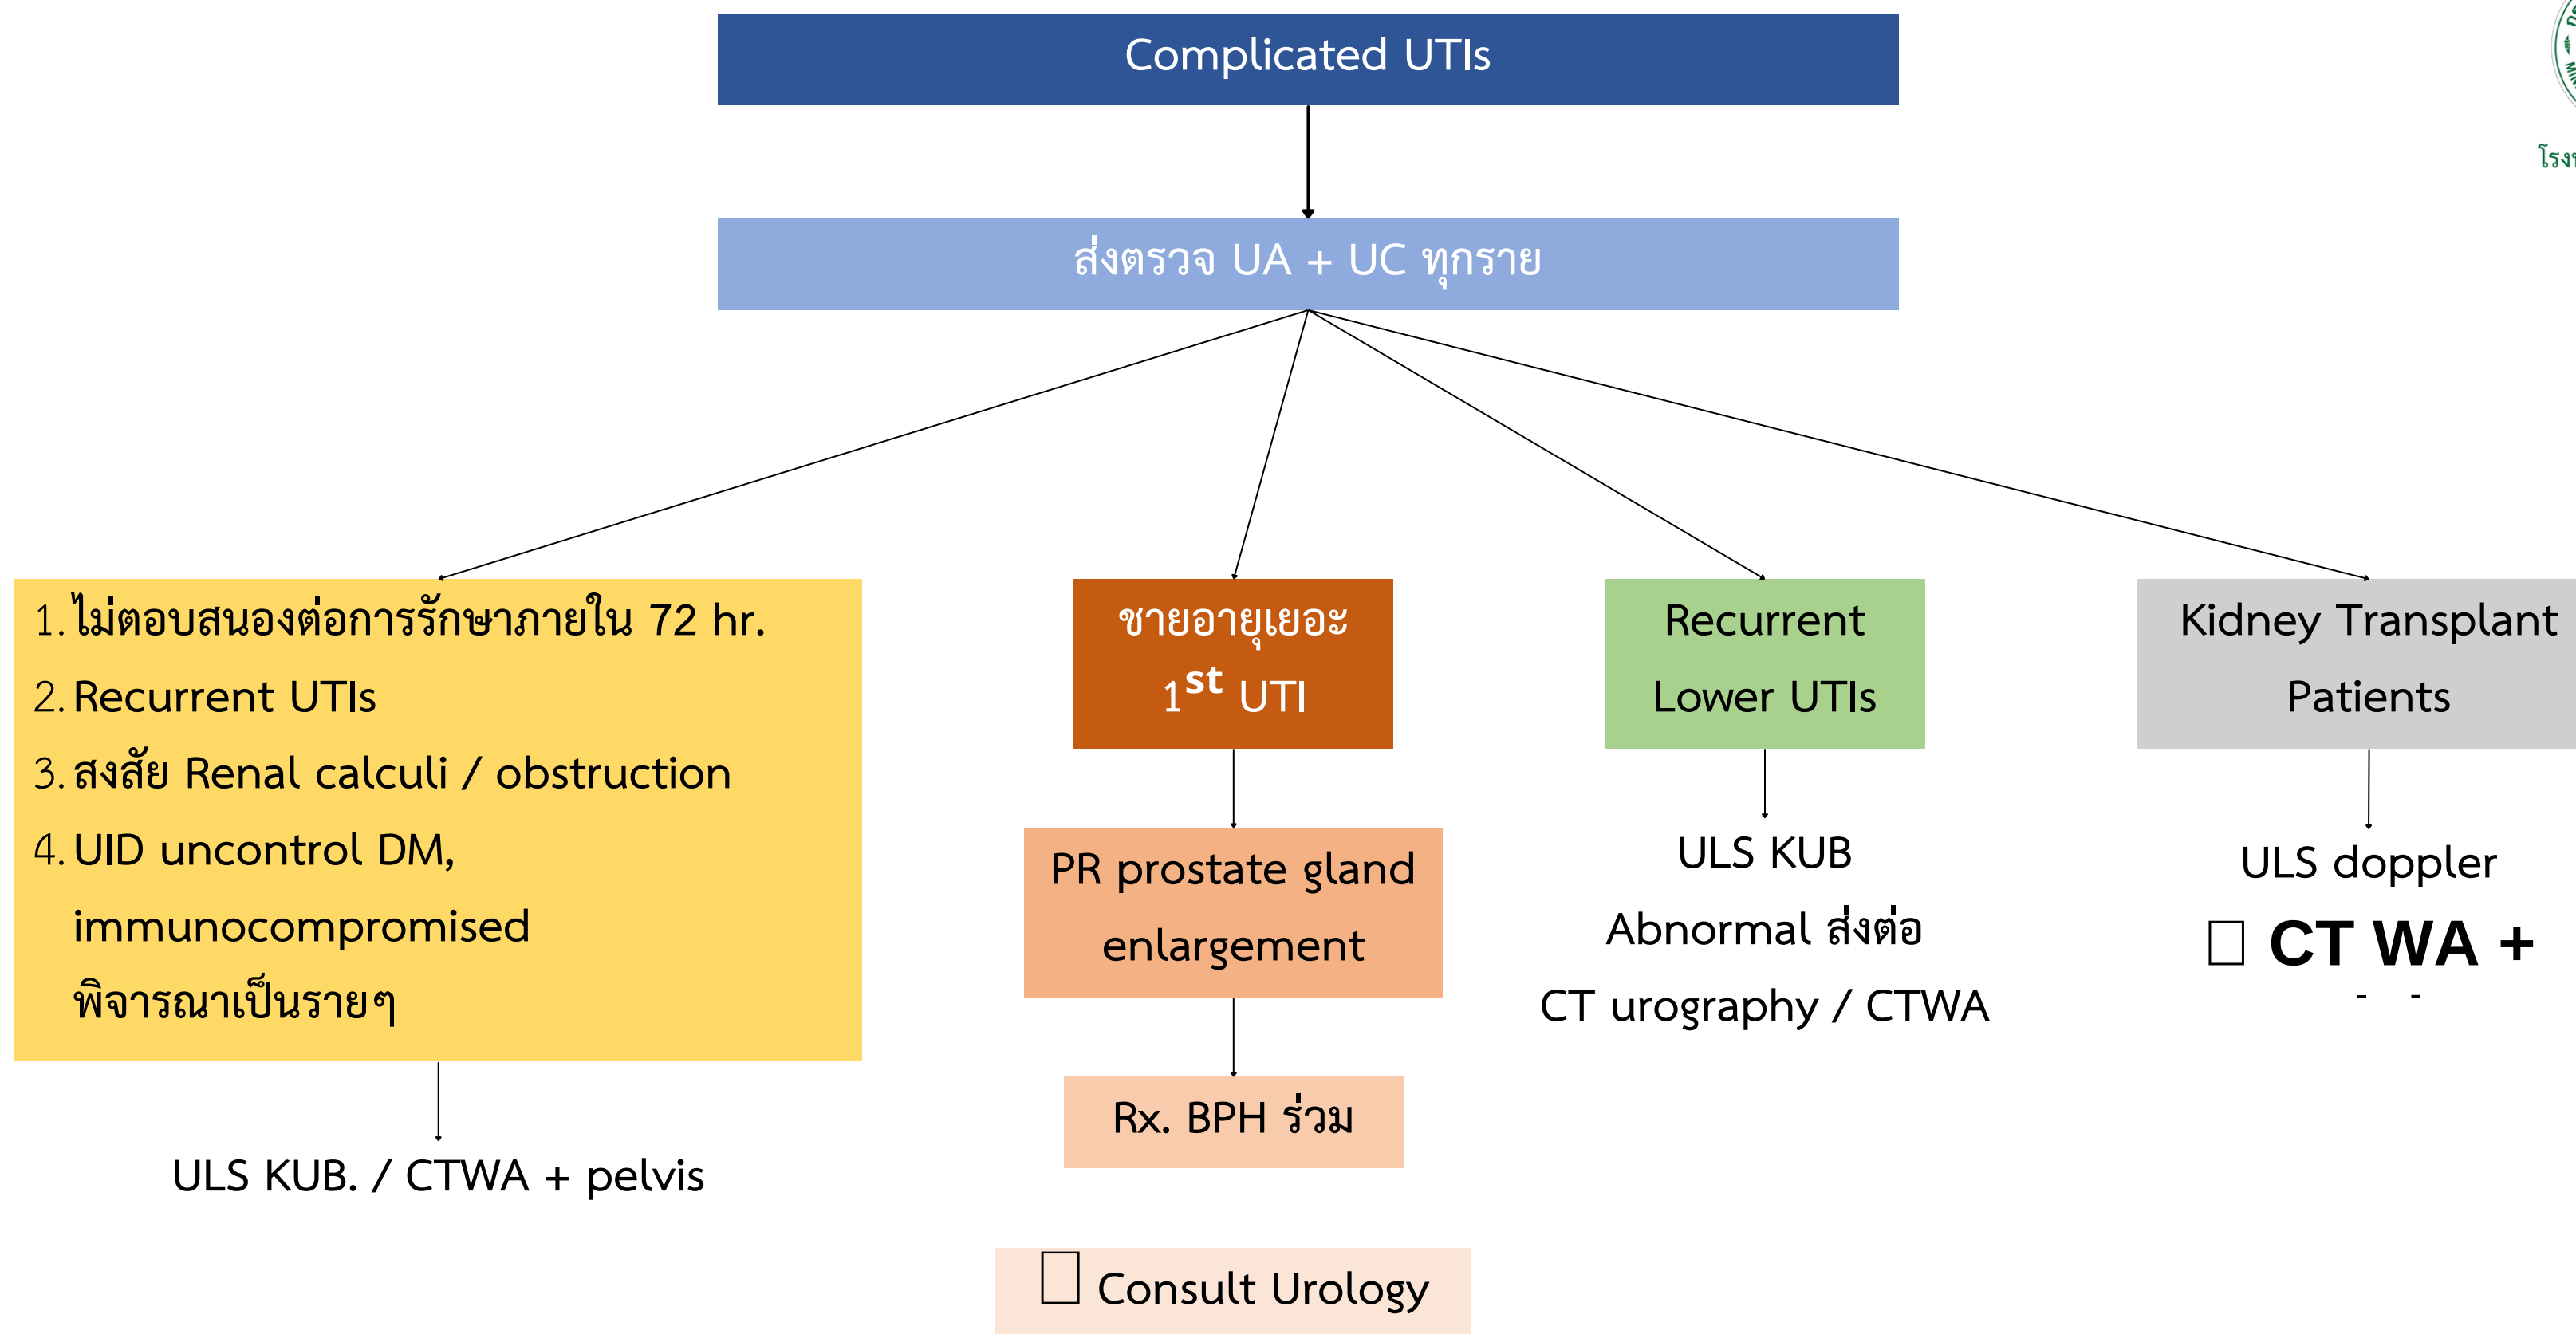 Complicated UTIs
ส่งตรวจ UA + UC ทุกราย
1. ไม่ตอบสนองต่อการรักษาภายใน 72 hr.
2. Recurrent UTIs
3. สงสัย Renal calculi / obstruction
4. UID uncontrol DM,
immunocompromised
พิจารณาเป็นรายๆ
ULS KUB. / CTWA + pelvis
ชายอายุเยอะ
1st UTI
PR prostate gland
enlargement
Rx. BPH ร่วม
Consult Urology
Recurrent
Lower UTIs
ULS KUB
Abnormal ส่งต่อ
CT urography / CTWA
Kidney Transplant
Patients
ULS doppler
CT WA +